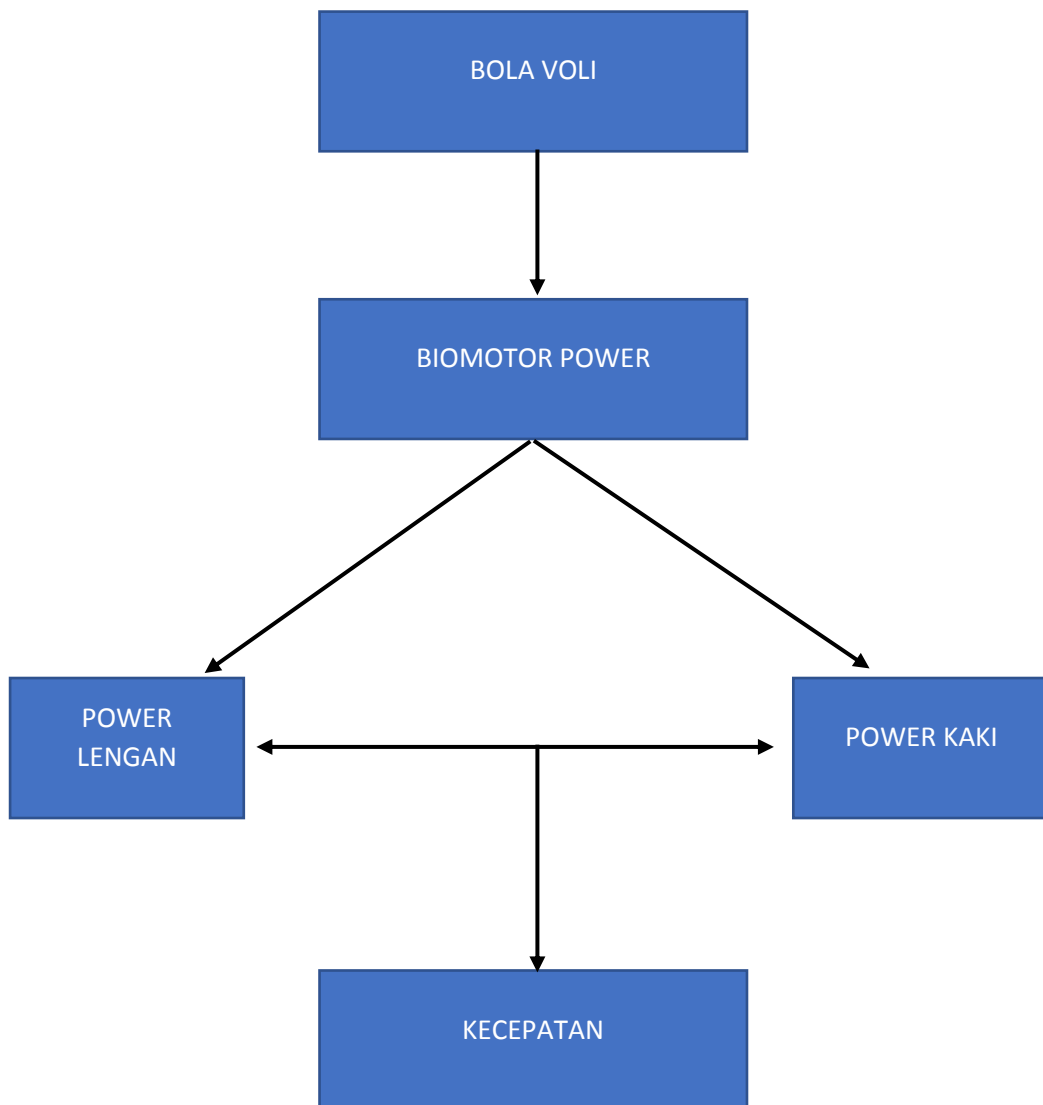 BOLA VOLI
BIOMOTOR POWER
POWER
LENGAN
POWER KAKI
KECEPATAN